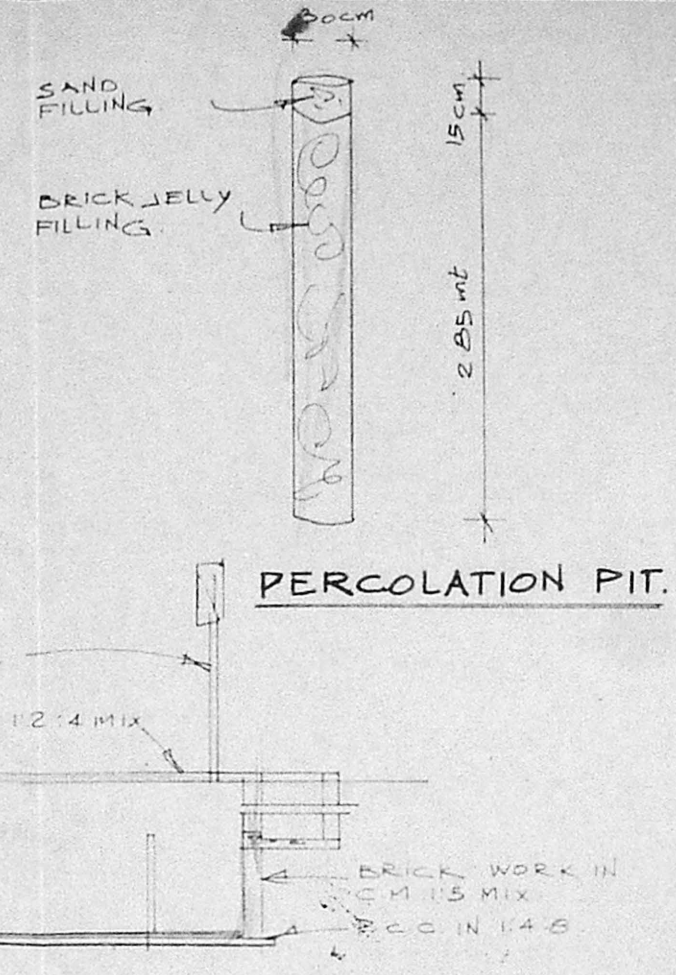 30cm
SAND
FILLING.
15cm
BRICK JELLY
FILLING.
2 85 mt
PERCOLATION PIT.
1:2:4 MIX
BRICK WORK IN
C.M 1:5 MIX
P.C.C IN 1:4:8